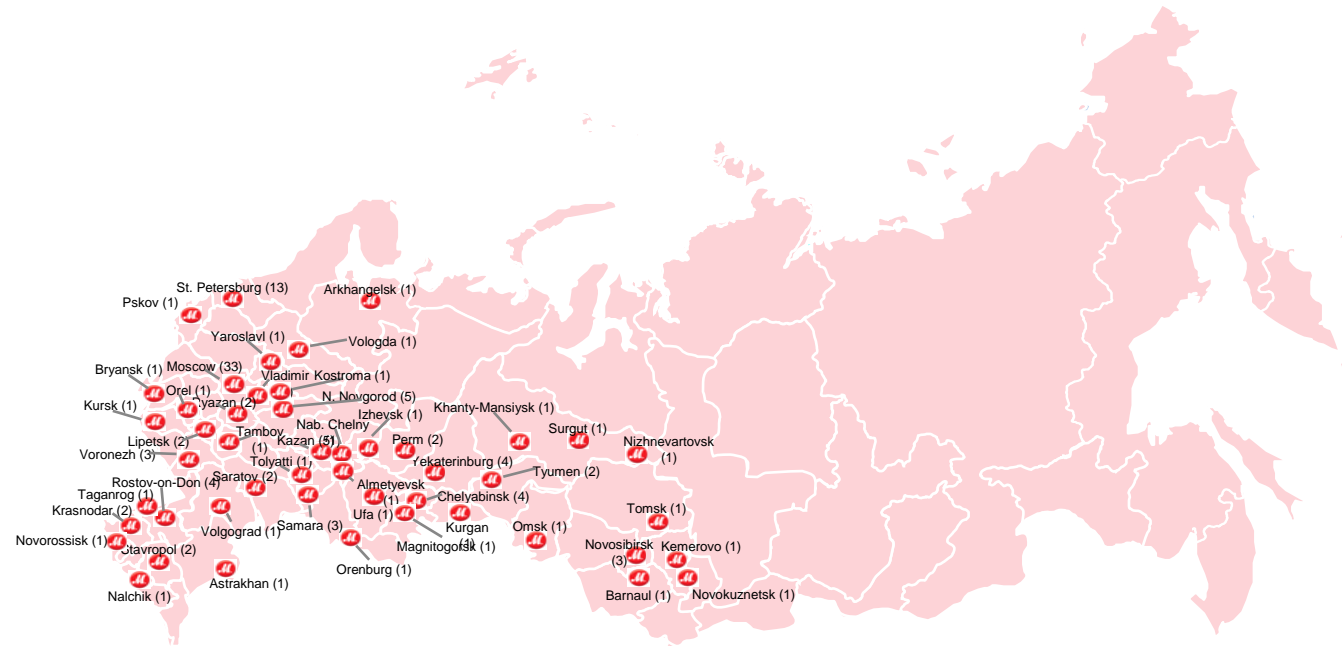 St. Petersburg (13)
Arkhangelsk (1)
Pskov (1)
Yaroslavl (1)
Vologda (1)
Bryansk (1)
Moscow (33)
Vladimir
Kostroma (1)
Orel (1)
Ryazan (2)
N. Novgorod (5)
Kursk (1)
Izhevsk (1)
Khanty-Mansiysk (1)
Nab. Chelny
Surgut (1)
Lipetsk (2)
Tambov
(1)
Kazan (5)
Perm (2)
Nizhnevartovsk
(1)
Voronezh (3)
Tolyatti (1)
Yekaterinburg (4)
Tyumen (2)
Rostov-on-Don (4)
Saratov (2)
Almetyevsk
(1)
Chelyabinsk (4)
Taganrog (1)
Krasnodar (2)
Ufa (1)
Tomsk (1)
Volgograd (1)
Samara (3)
Kurgan
(1)
Omsk (1)
Novorossisk (1)
Stavropol (2)
Magnitogorsk (1)
Novosibirsk
(3)
Kemerovo (1)
Orenburg (1)
Astrakhan (1)
Nalchik (1)
Barnaul (1)
Novokuznetsk (1)